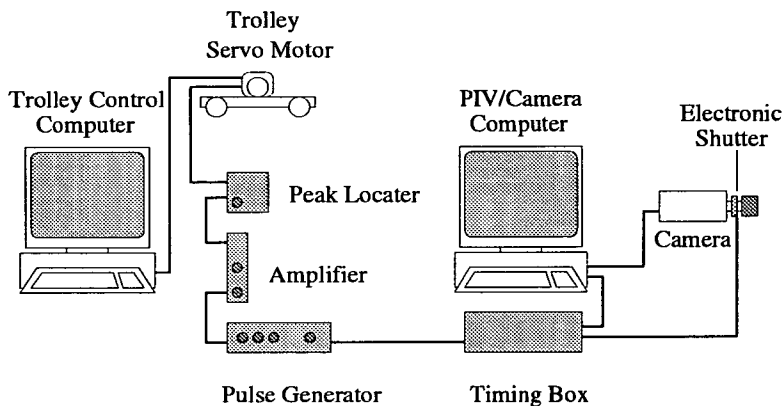 Trolley
Servo Motor
Trolley Control
Computer
PIV/Camera
Computer
Electronic
Shutter
Peak Locater
Camera
Amplifier
Pulse Generator
Timing Box